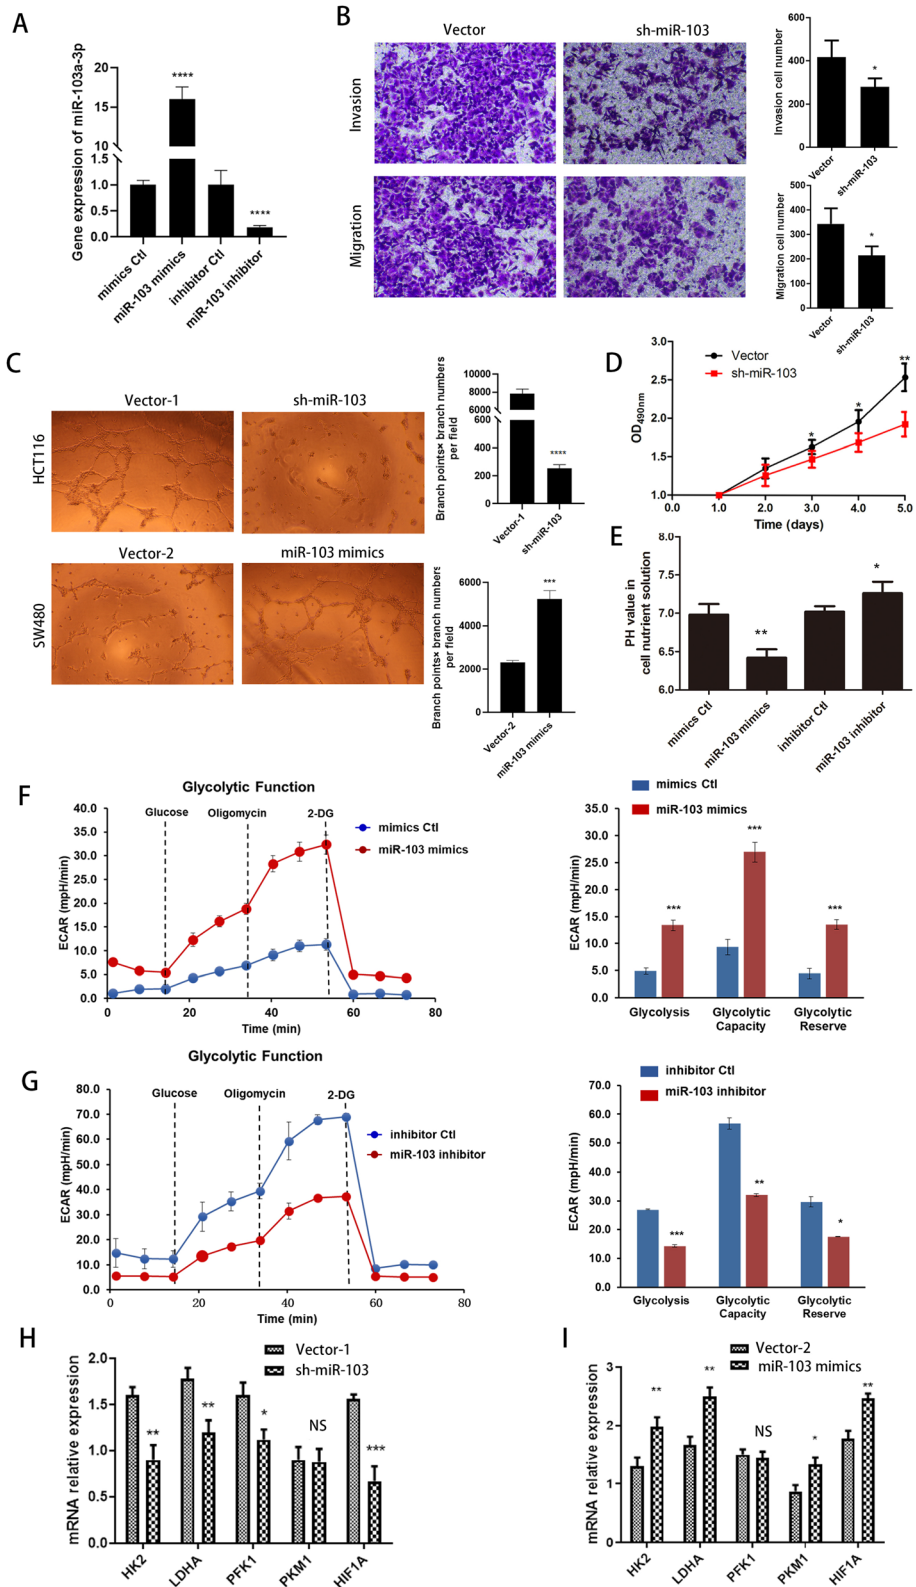 A
Gene expression of miR-103a-3p
20
15
10
1.5
1.0
0.5
0.0
****
****
mimics Ctl
miR-103 mimics
inhibitor Ctl
miR-103 inhibitor
B
Vector
sh-miR-103
Invasion
Migration
Invasion cell number
600
400
200
0
*
Vector
sh-miR-103
Migration cell number
500
400
300
200
100
0
*
Vector
sh-miR-103
C
Vector-1
sh-miR-103
HCT116
Vector-2
miR-103 mimics
SW480
Branch points× branch numbers
per field
10000
8000
6000
600
400
200
0
****
Vector-1
sh-miR-103
Branch points× branch numbers
per field
6000
4000
2000
0
***
Vector-2
miR-103 mimics
D
OD490nm
3.0
2.5
2.0
1.5
1.0
Vector
sh-miR-103
*
*
**
0.0
1.0
2.0
3.0
4.0
5.0
Time (days)
E
PH value in
cell nutrient solution
8.0
7.5
7.0
6.5
6.0
**
*
mimics Ctl
miR-103 mimics
inhibitor Ctl
miR-103 inhibitor
F
Glycolytic Function
ECAR (mpH/min)
40.0
35.0
30.0
25.0
20.0
15.0
10.0
5.0
0.0
Glucose
Oligomycin
2-DG
mimics Ctl
miR-103 mimics
0
20
40
60
80
Time (min)
mimics Ctl
miR-103 mimics
ECAR (mpH/min)
35.0
30.0
25.0
20.0
15.0
10.0
5.0
0.0
***
***
***
Glycolysis
Glycolytic
Capacity
Glycolytic
Reserve
G
Glycolytic Function
ECAR (mpH/min)
80.0
70.0
60.0
50.0
40.0
30.0
20.0
10.0
0.0
Glucose
Oligomycin
2-DG
inhibitor Ctl
miR-103 inhibitor
0
20
40
60
80
Time (min)
inhibitor Ctl
miR-103 inhibitor
ECAR (mpH/min)
70.0
60.0
50.0
40.0
30.0
20.0
10.0
0.0
***
**
*
Glycolysis
Glycolytic
Capacity
Glycolytic
Reserve
H
Vector-1
sh-miR-103
mRNA relative expression
2.0
1.5
1.0
0.5
0.0
**
**
*
NS
***
HK2
LDHA
PFK1
PKM1
HIF1A
I
Vector-2
miR-103 mimics
mRNA relative expression
3
2
1
0
**
**
NS
*
**
HK2
LDHA
PFK1
PKM1
HIF1A